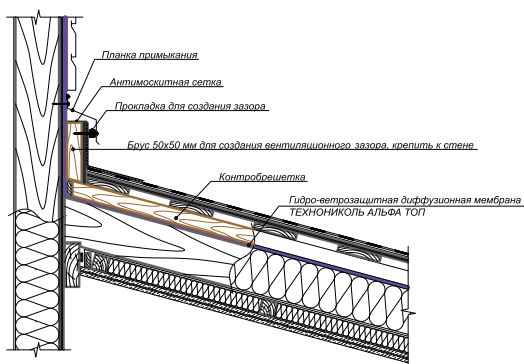 Планка примыкания
Антимоскитная сетка
Прокладка для создания зазора
Брус 50х50 мм для создания вентиляционного зазора, крепить к стене
Контробрешетка
Гидро-ветрозащитная диффузионная мембрана
ТЕХНОНИКОЛЬ АЛЬФА ТОП